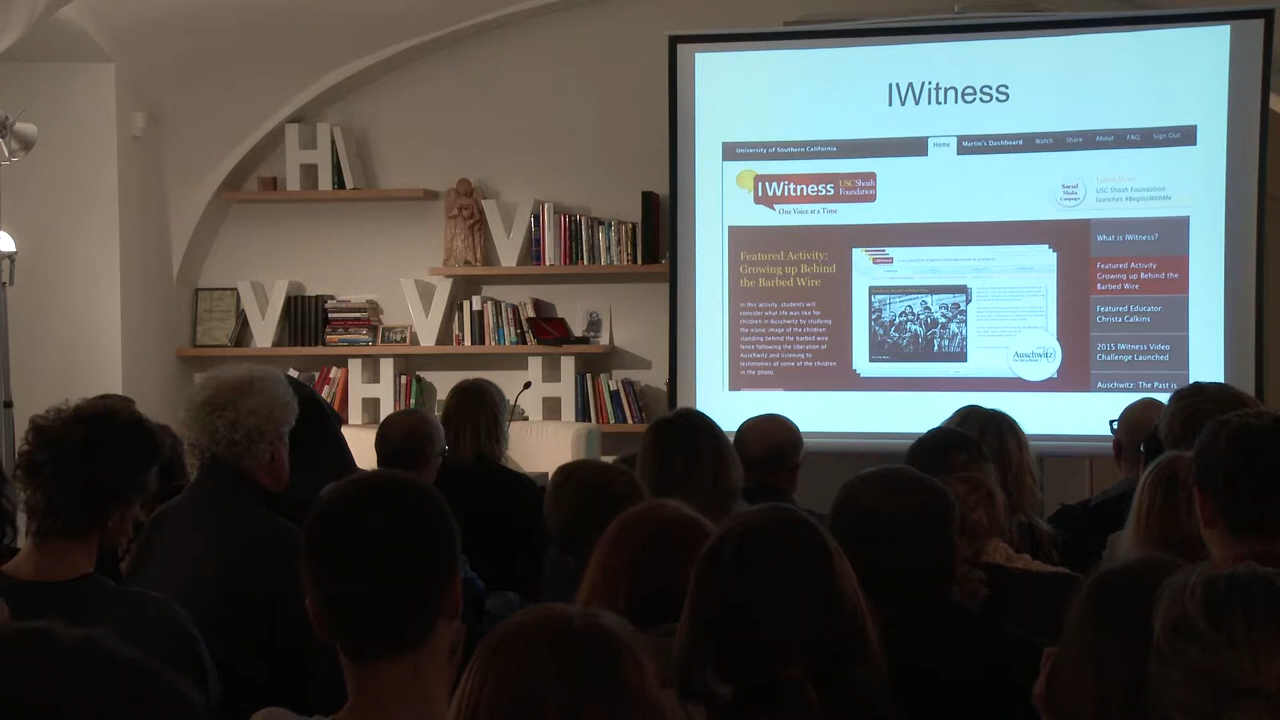 IWitness
University of Southern California
Home
Martin's Dashboard
Watch
Share
About
FAQ
Sign Out
IWitness
USC Shoah
Foundation
One Voice at a Time
Social
Media
Campaign
Latest News
USC Shoah Foundation
launches #BeginsWithMe
Featured Activity:
Growing up Behind
the Barbed Wire
In this activity, students will
consider what life was like for
children in Auschwitz by studying
the iconic image of the children
standing behind the barbed wire
fence following the liberation of
Auschwitz and listening to
testimonies of some of the children
in the photo.
Auschwitz
What is IWitness?
Featured Activity
Growing up Behind the
Barbed Wire
Featured Educator
Christa Calkins
2015 IWitness Video
Challenge Launched
Auschwitz: The Past is
H
V
V
V
H
H